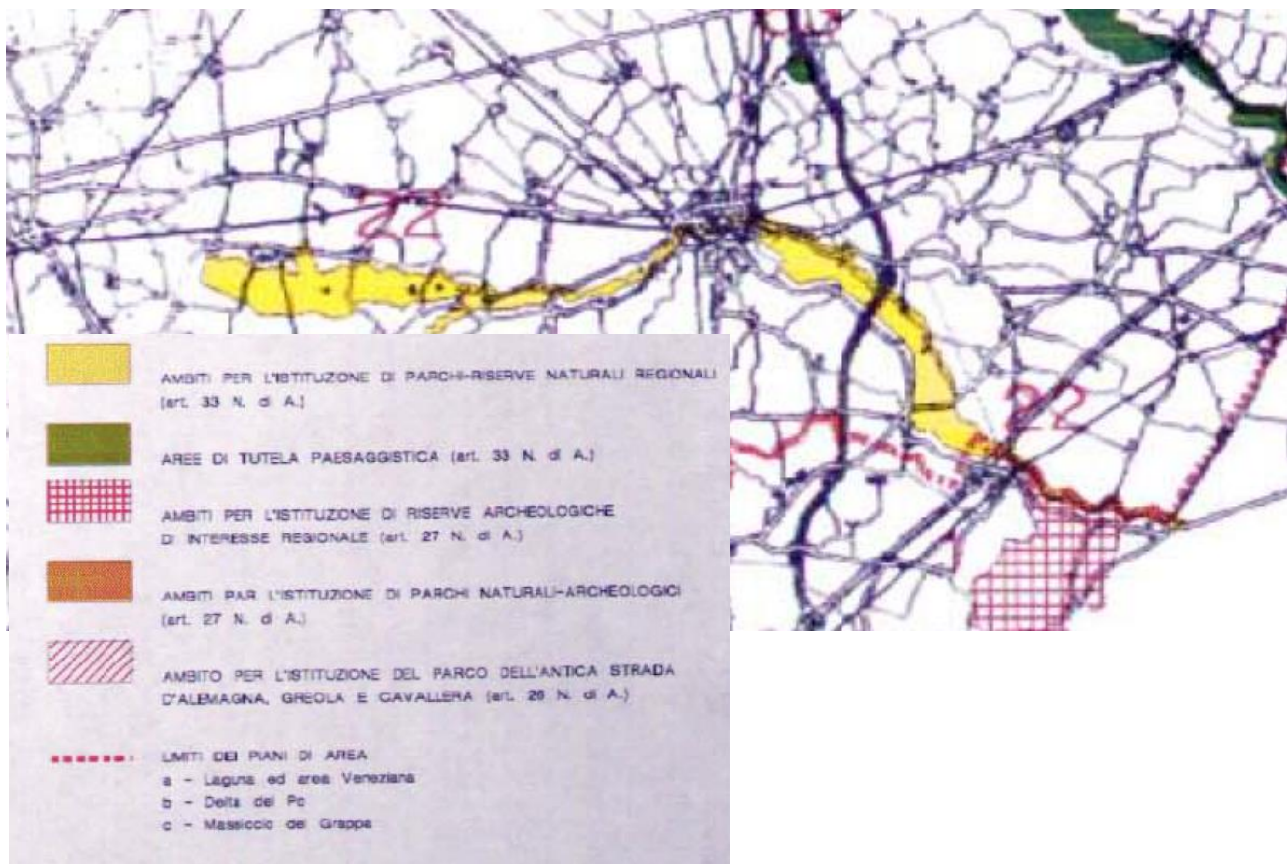 22
22
AMBITI PER L'ISTITUZIONE DI PARCHI-RISERVE NATURALI REGIONALI
(art. 33 N. di A.)
AREE DI TUTELA PAESAGGISTICA (art. 33 N. di A.)
AMBITI PER L'ISTITUZIONE DI RISERVE ARCHEOLOGICHE
DI INTERESSE REGIONALE (art. 27 N. di A.)
AMBITI PAR L'ISTITUZIONE DI PARCHI NATURALI-ARCHEOLOGICI
(art. 27 N. di A.)
AMBITO PER L'ISTITUZIONE DEL PARCO DELL'ANTICA STRADA
D'ALEMAGNA, GREOLA E CAVALLERA (art. 26 N. di A.)
LIMITI DEI PIANI DI AREA
a - Laguna ed area Veneziana
b - Delta del Po
c - Massiccio del Grappa